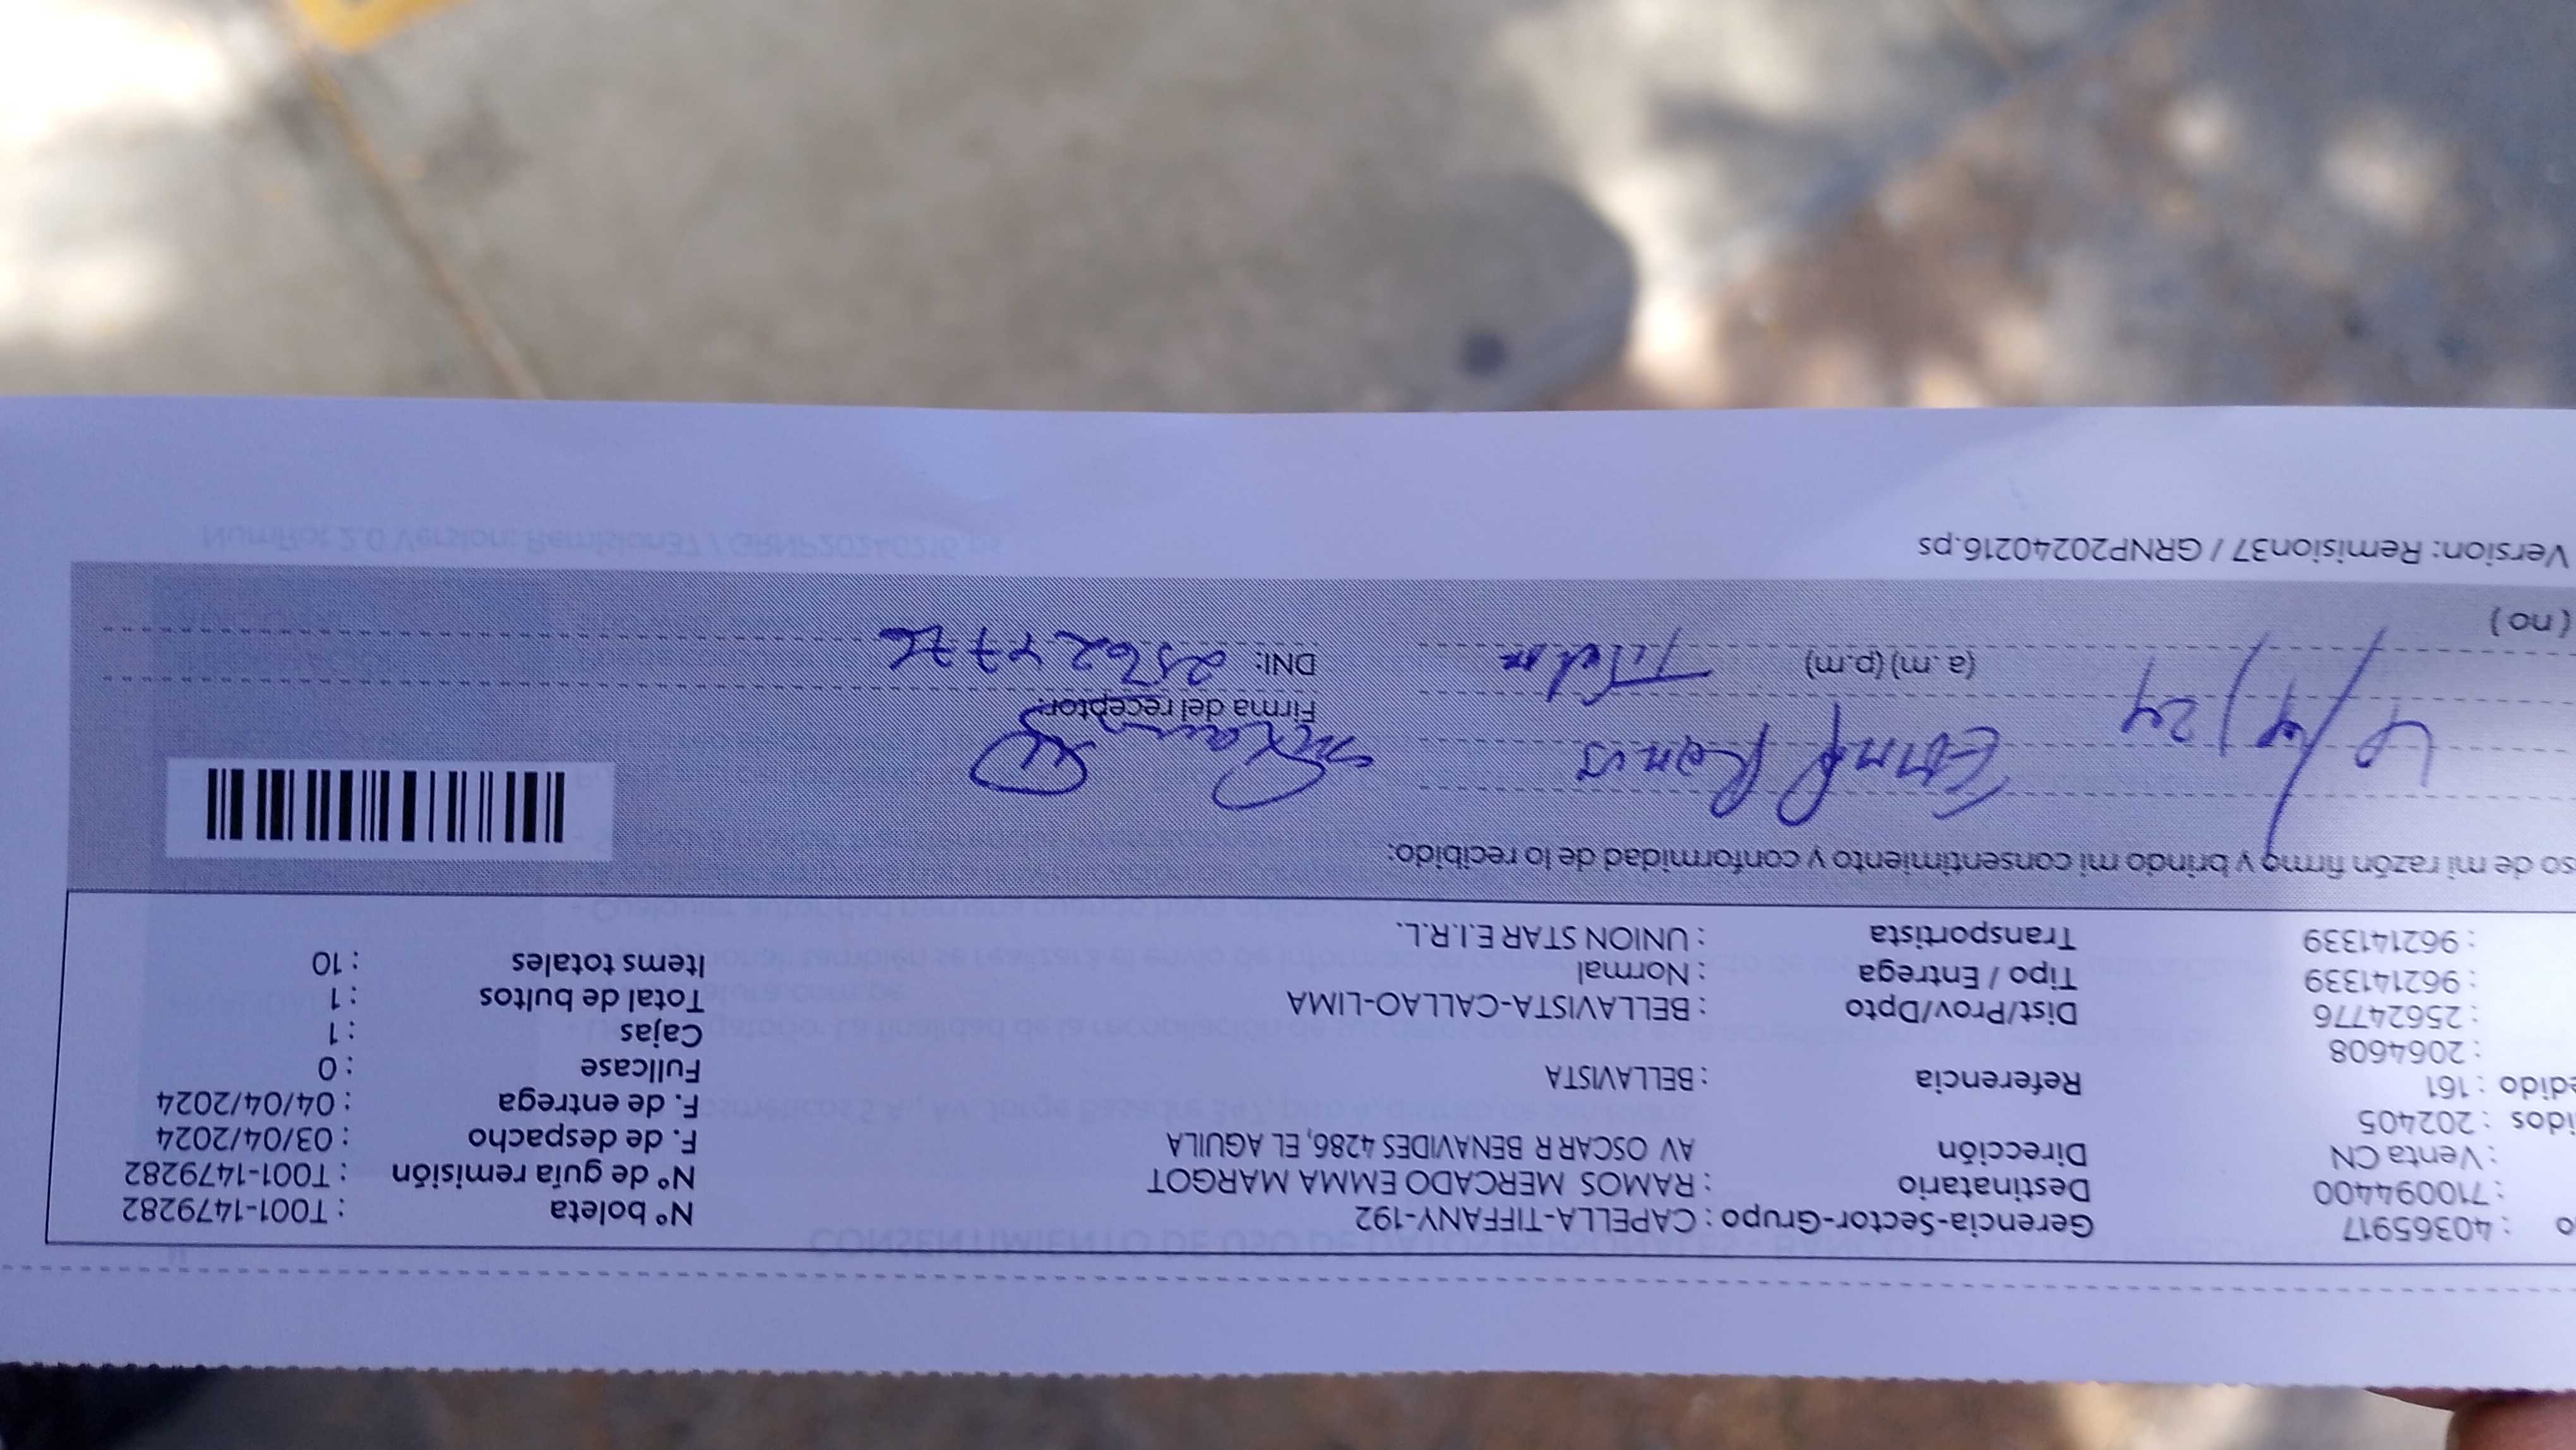 o : 40365917 Gerencia-Sector-Grupo : CAPELLA-TIFFANY-192 N° boleta : T001-1479282
: 710094400 Destinatario : RAMOS MERCADO EMMA MARGOT N° de guía remisión : T001-1479282
: Venta CN Dirección AV OSCAR R BENAVIDES 4286, EL AGUILA F. de despacho : 03/04/2024
idos : 202405 F. de entrega : 04/04/2024
edido : 161 Referencia : BELLAVISTA Fullcase : 0
: 2064608 Cajas : 1
: 25624776 Dist/Prov/Dpto : BELLAVISTA-CALLAO-LIMA Total de bultos : 1
: 962141339 Tipo / Entrega : Normal Items totales : 10
: 962141339 Transportista : UNION STAR E.I.R.L.
so de mi razón firmo y brindo mi consentimiento y conformidad de lo recibido:
4/4/24 Emma Ramos
Firma del receptor:
(a.m) (p.m) Titular DNI: 25624776
(no)
Version: Remision37 / GRNP20240216.ps